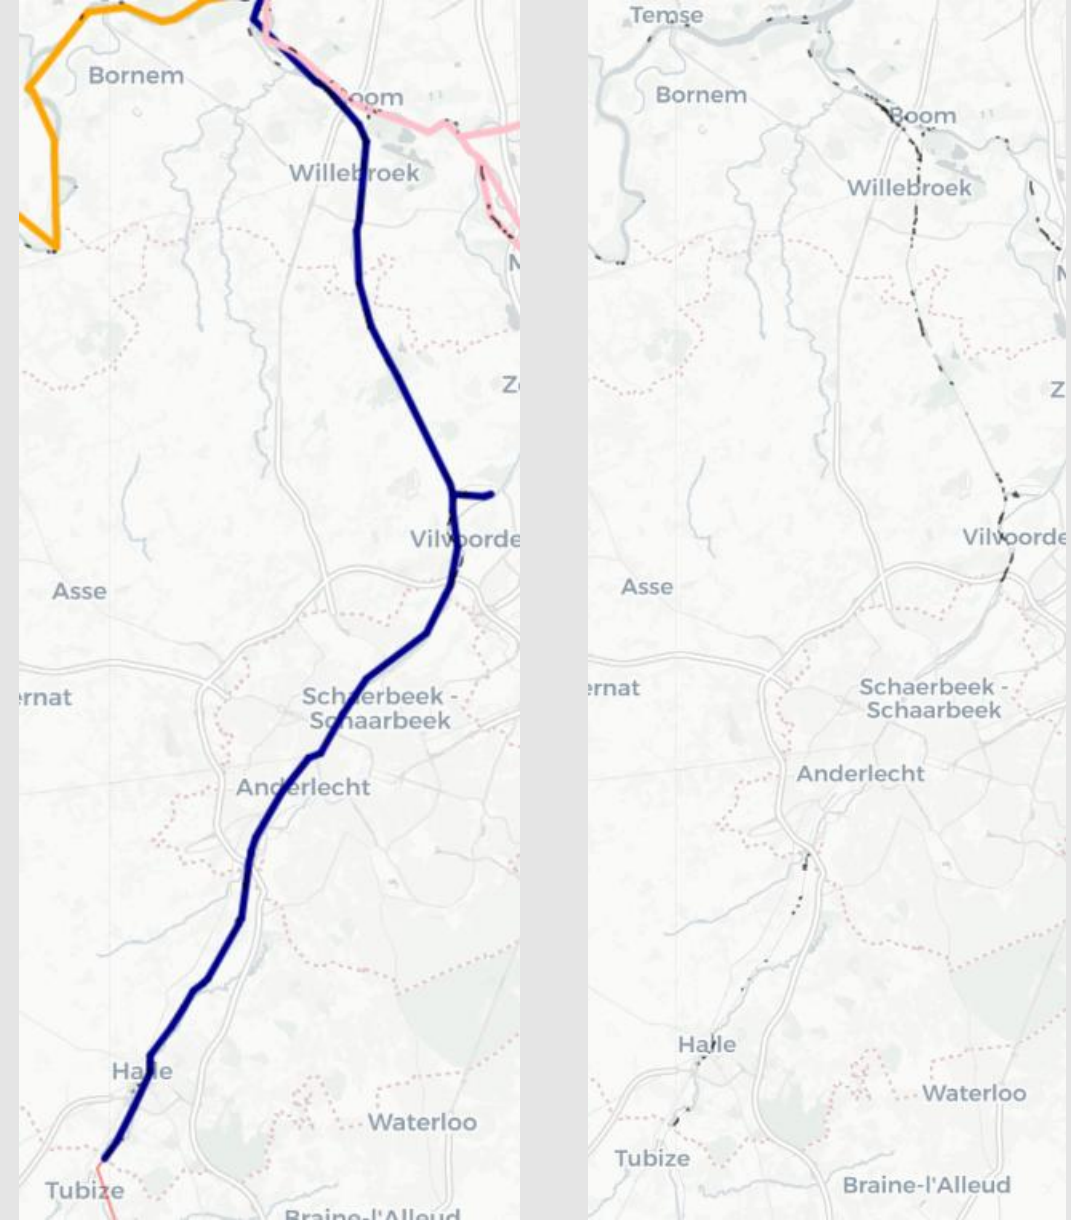 Bornem
oom
Willebroek
Vilvoorde
Asse
ernat
Schaerbeek -
Schaarbeek
Anderlecht
Halle
Waterloo
Tubize
Braine-l'Alleud
Temse
Bornem
Boom
Willebroek
Vilvoorde
Asse
ernat
Schaerbeek -
Schaarbeek
Anderlecht
Halle
Waterloo
Tubize
Braine-l'Alleud